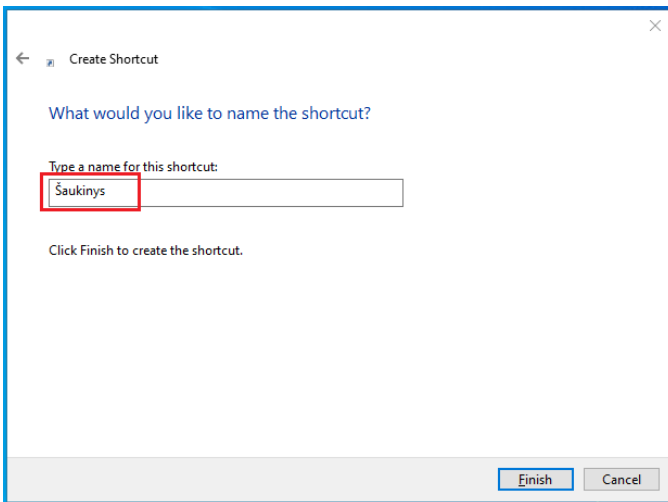 Create Shortcut
What would you like to name the shortcut?
Type a name for this shortcut:
Šaukinys
Click Finish to create the shortcut.
Finish
Cancel